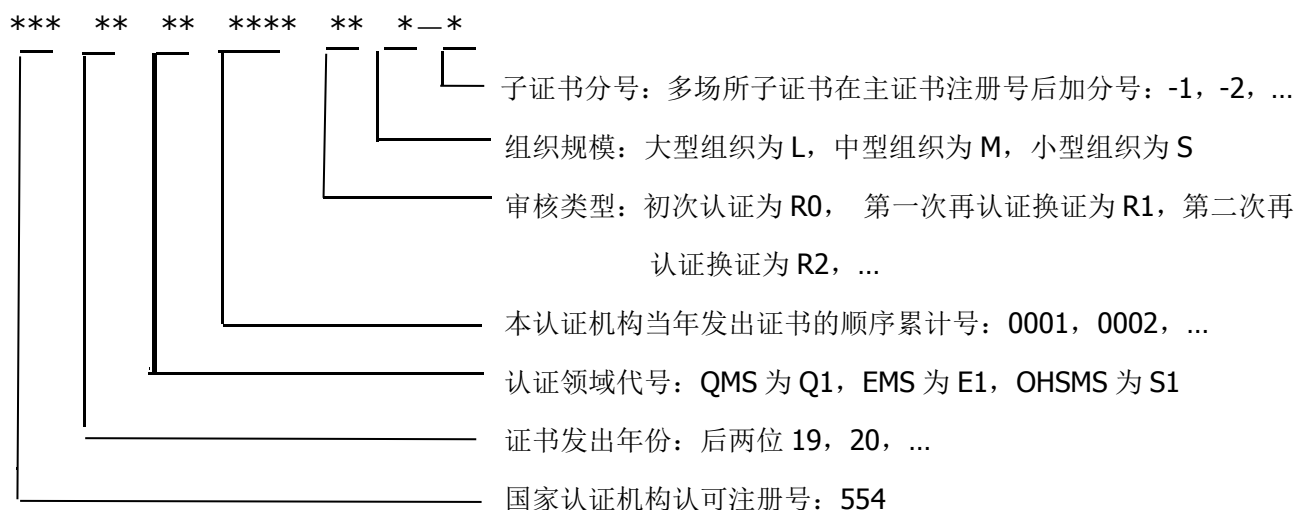 *** ** ** **** ** *—*
子证书分号：多场所子证书在主证书注册号后加分号：-1，-2，…
组织规模：大型组织为 L，中型组织为 M，小型组织为 S
审核类型：初次认证为 R0， 第一次再认证换证为 R1，第二次再
认证换证为 R2，…
本认证机构当年发出证书的顺序累计号：0001，0002，…
认证领域代号：QMS 为 Q1，EMS 为 E1，OHSMS 为 S1
证书发出年份：后两位 19，20，…
国家认证机构认可注册号：554